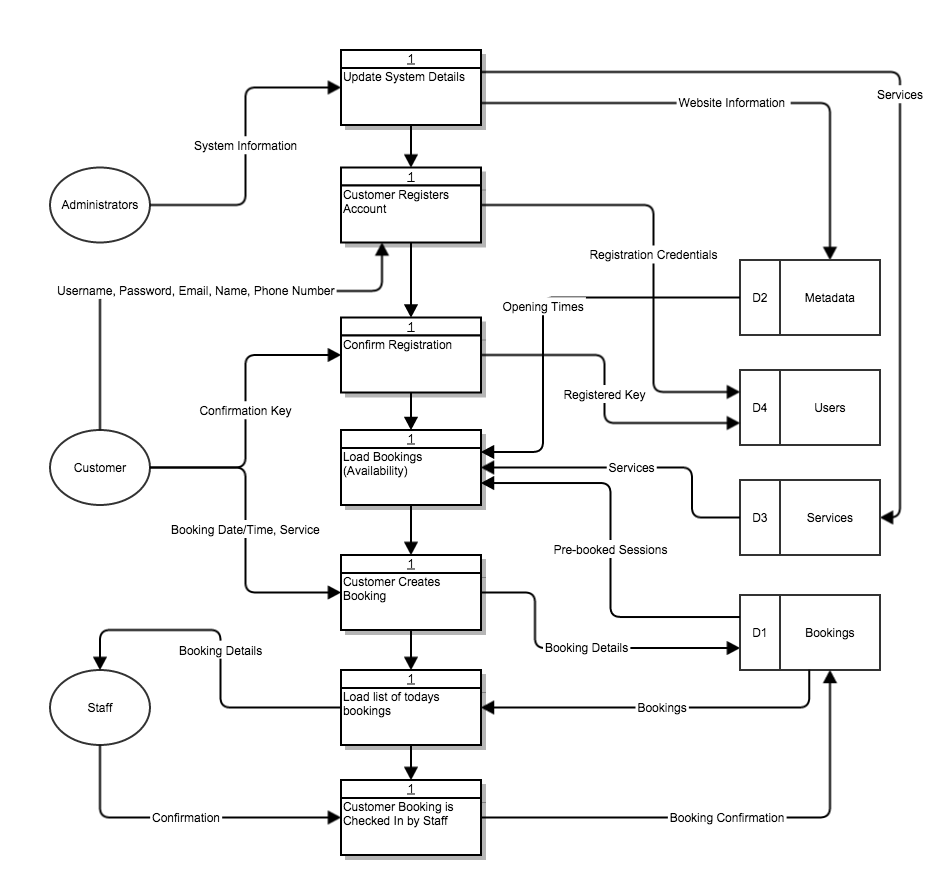 1
Update System Details
Services
Website Information
System Information
1
Customer Registers
Account
Administrators
Registration Credentials
Username, Password, Email, Name, Phone Number
D2
Metadata
Opening Times
1
Confirm Registration
Registered Key
Confirmation Key
D4
Users
1
Load Bookings
(Availability)
Customer
Services
D3
Services
Booking Date/Time, Service
Pre-booked Sessions
1
Customer Creates
Booking
D1
Bookings
Booking Details
Booking Details
1
Load list of todays
bookings
Staff
Bookings
1
Customer Booking is
Checked In by Staff
Confirmation
Booking Confirmation